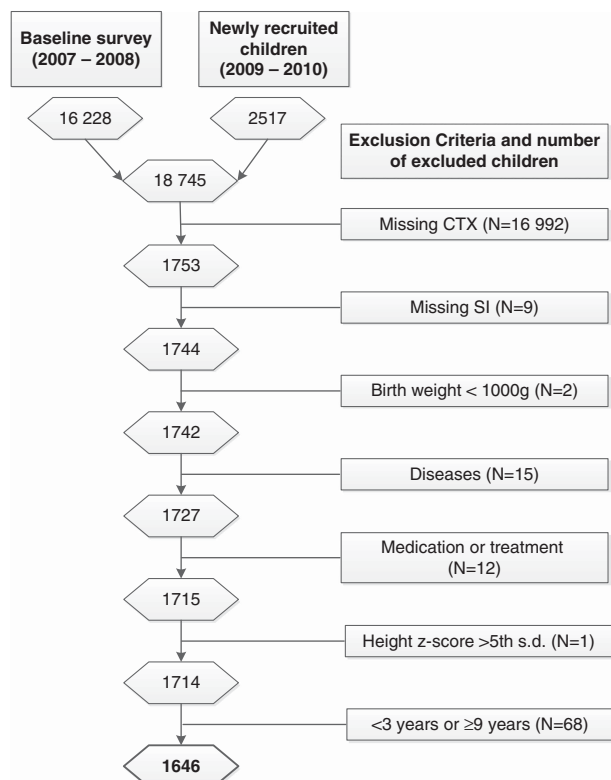 Baseline survey
(2007 – 2008)
Newly recruited
children
(2009 – 2010)
16 228
2517
Exclusion Criteria and number
of excluded children
18 745
Missing CTX (N=16 992)
1753
Missing SI (N=9)
1744
Birth weight < 1000g (N=2)
1742
Diseases (N=15)
1727
Medication or treatment
(N=12)
1715
Height z-score >5th s.d. (N=1)
1714
<3 years or ≥9 years (N=68)
1646